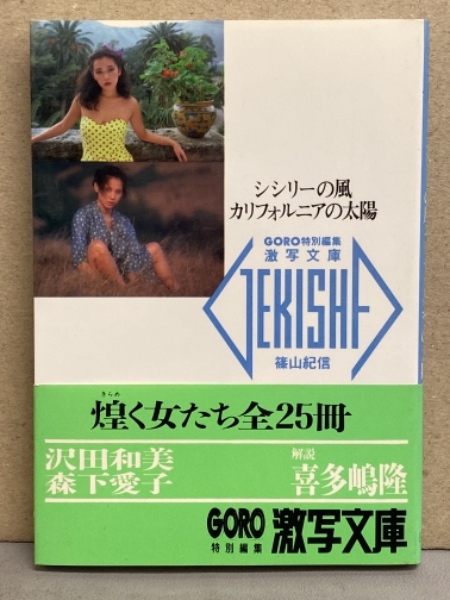 シシリーの風
カリフォルニアの太陽
GORO特別編集
激写文庫
GEKISHA
篠山紀信
きらめ
煌く女たち全25冊
沢田和美
森下愛子
解説
喜多嶋隆
GORO
特別編集
激写文庫